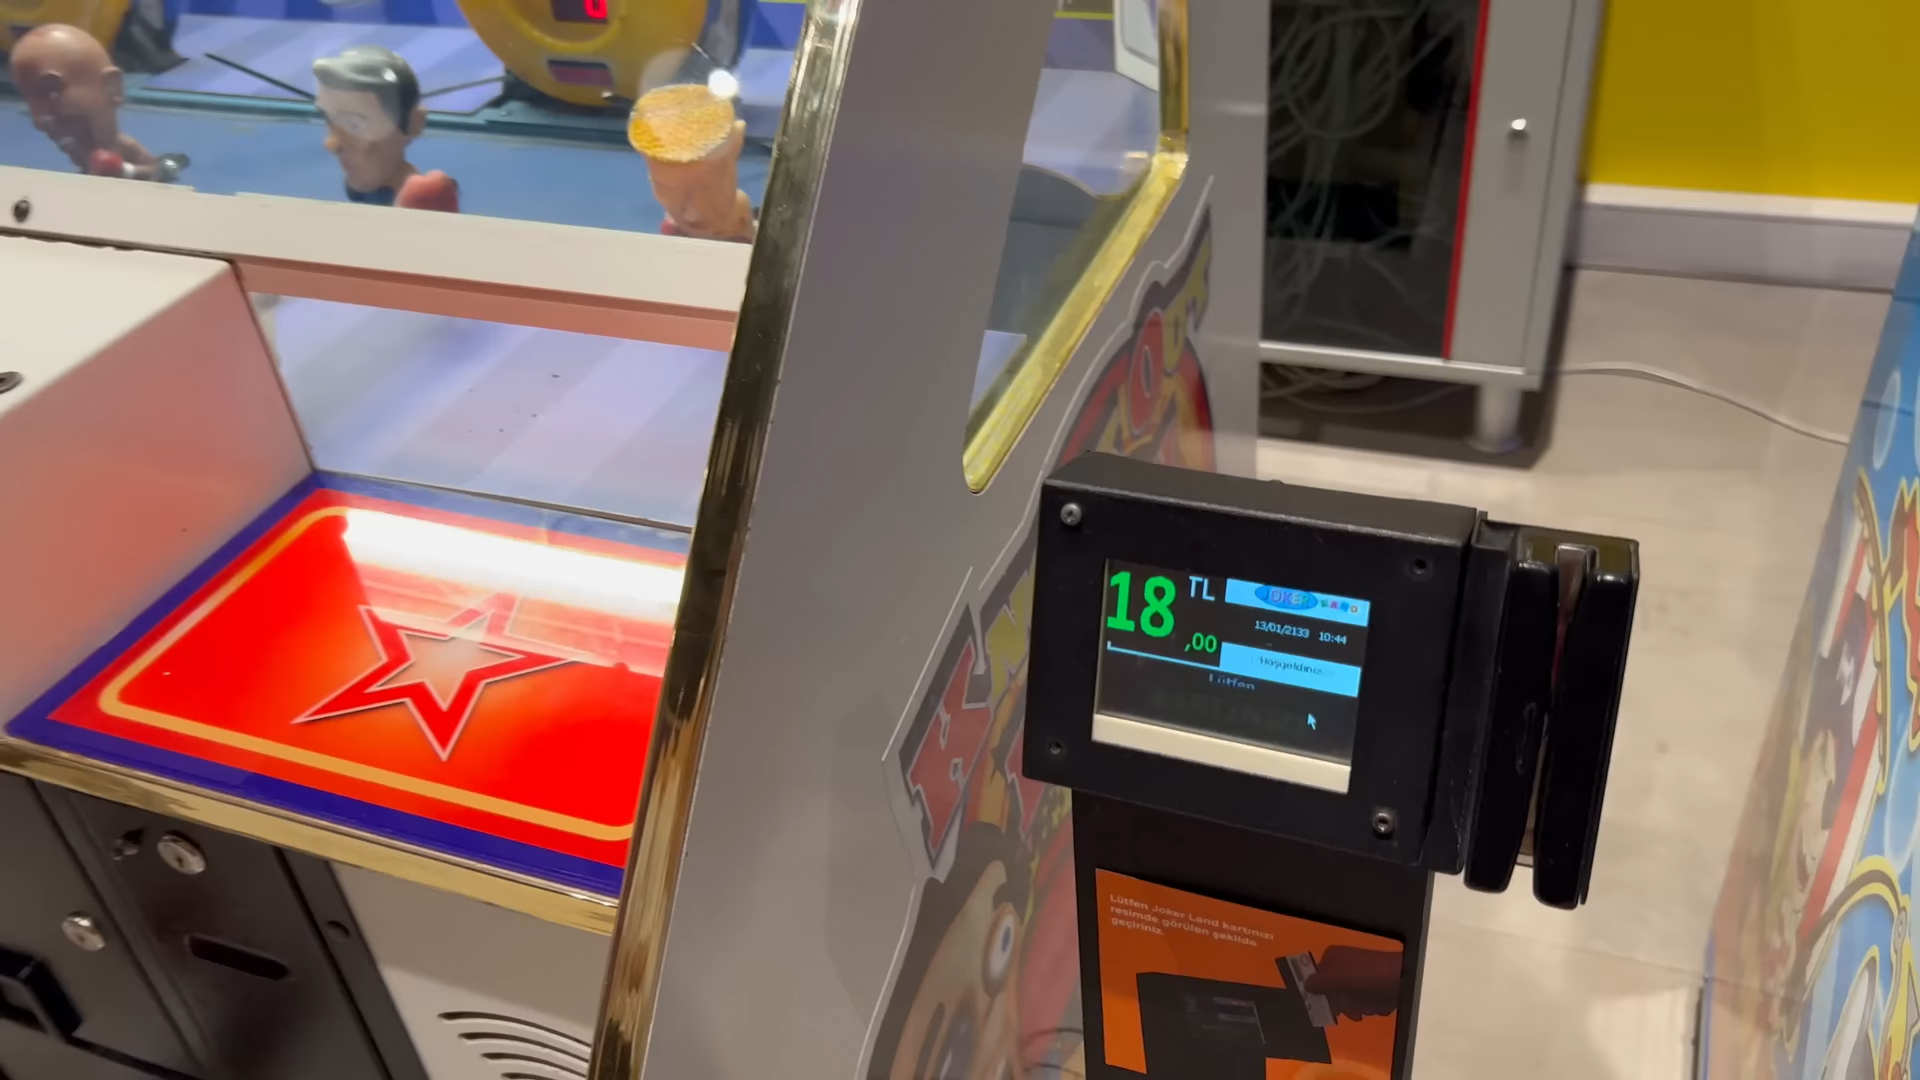 18,00 TL
JOKER LAND
13/01/2133 10:44
Hoşgeldiniz
Lütfen
Lütfen Joker Land kartınızı
resimde görülen şekilde
geçiriniz.